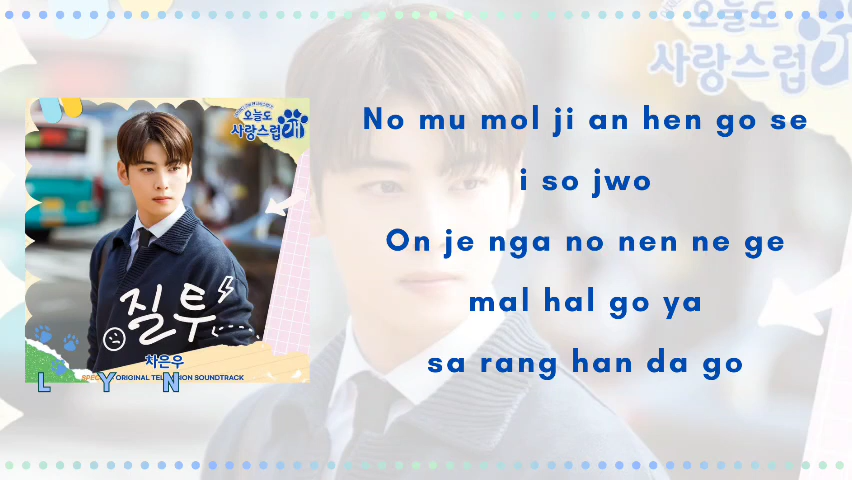 오늘도
사랑스럽개
오늘도
사랑스럽개
질투
차은우
SPECIAL ORIGINAL TELEVISION SOUNDTRACK
L Y N
No mu mol ji an hen go se
i so jwo
On je nga no nen ne ge
mal hal go ya
sa rang han da go